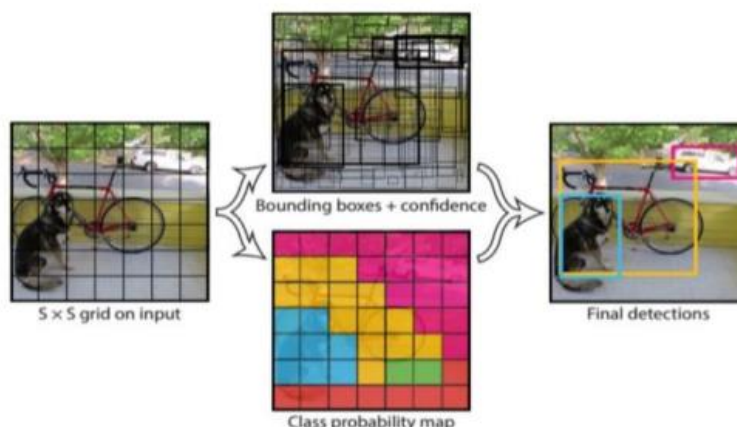 Bounding boxes + confidence
S × S grid on input
Final detections
Class probability map